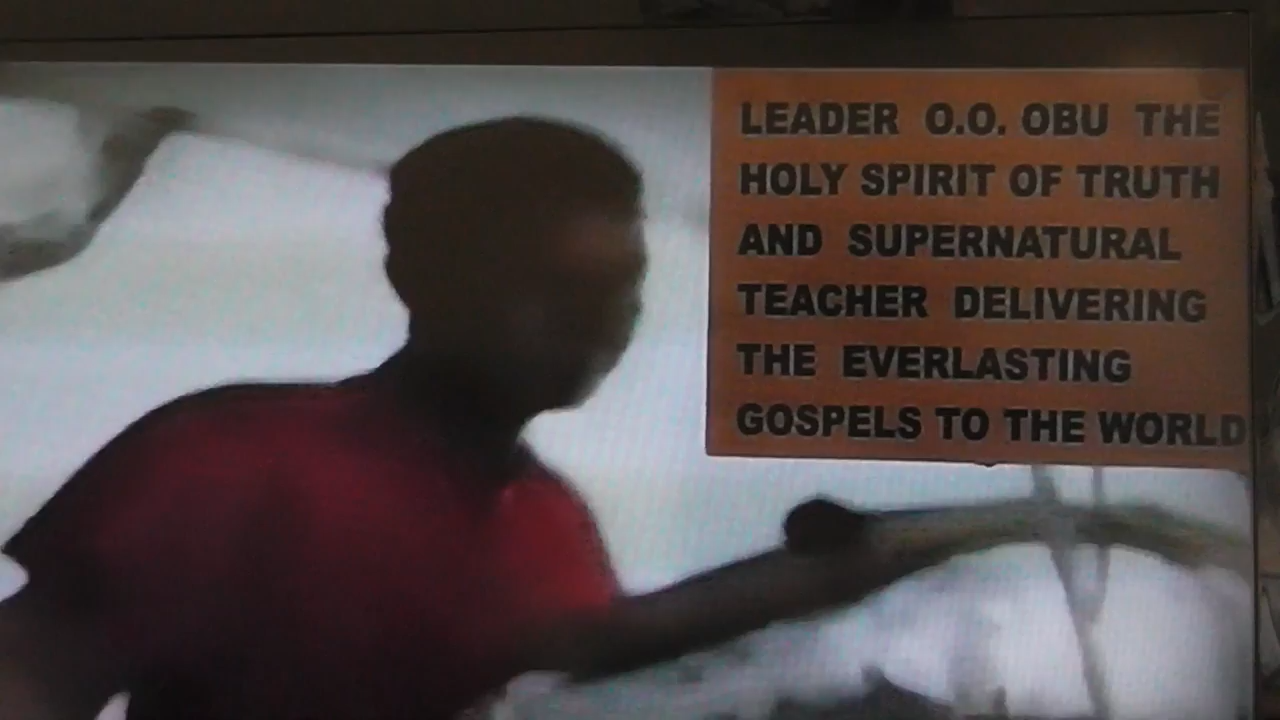 LEADER O.O. OBU THE
HOLY SPIRIT OF TRUTH
AND SUPERNATURAL
TEACHER DELIVERING
THE EVERLASTING
GOSPELS TO THE WORLD